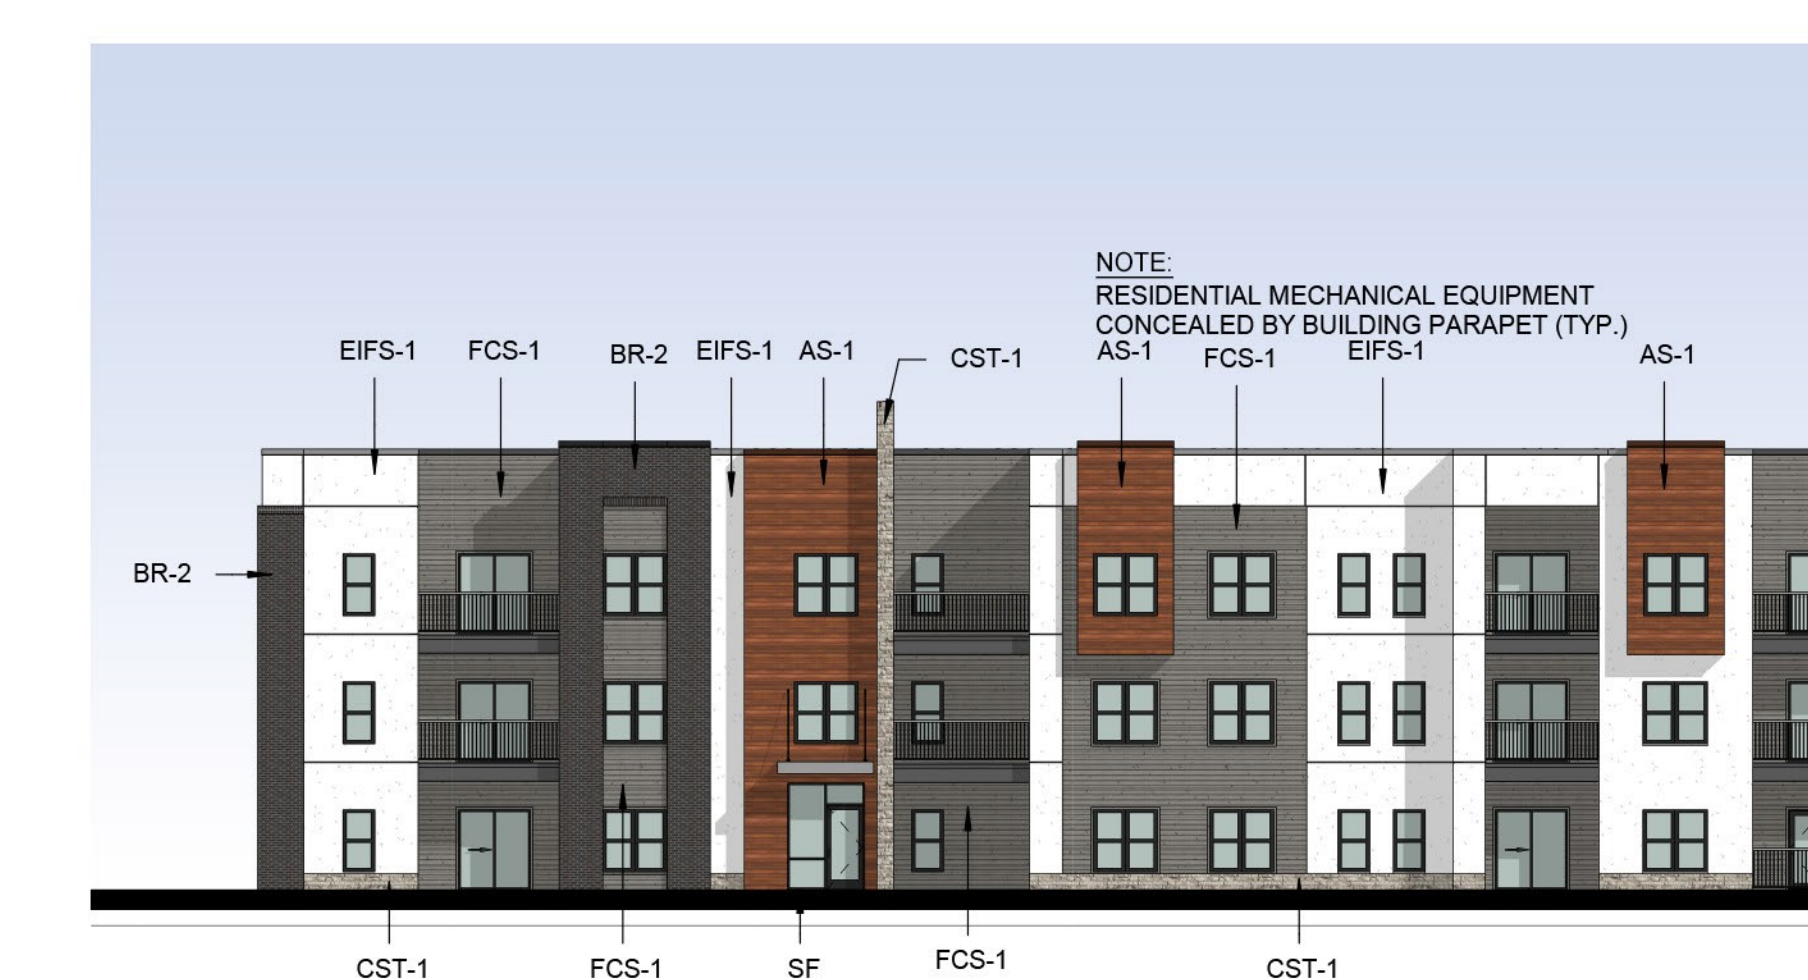 NOTE:
RESIDENTIAL MECHANICAL EQUIPMENT
CONCEALED BY BUILDING PARAPET (TYP.)
EIFS-1 FCS-1 BR-2 EIFS-1 AS-1 CST-1 AS-1 FCS-1 EIFS-1 AS-1
BR-2
CST-1 FCS-1 SF FCS-1 CST-1